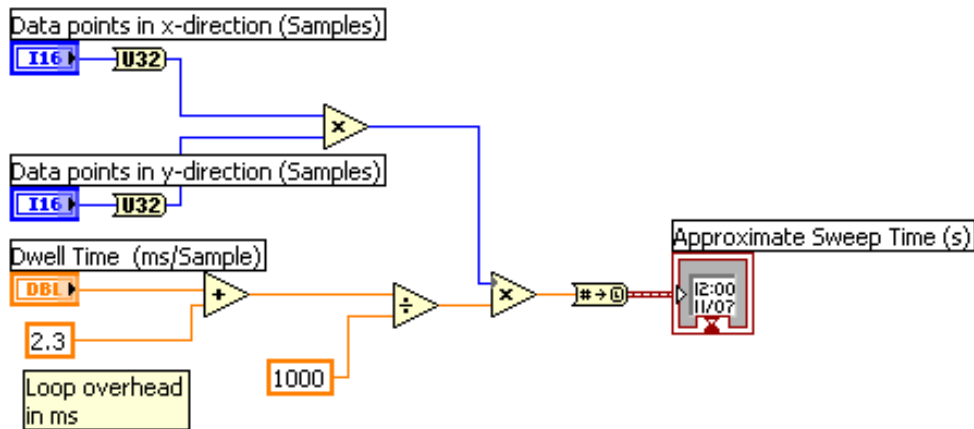 Data points in x-direction (Samples)
I16
U32
×
Data points in y-direction (Samples)
I16
U32
Dwell Time (ms/Sample)
DBL
+
2.3
÷
1000
×
Loop overhead
in ms
#→
Approximate Sweep Time (s)
12:00
11/07